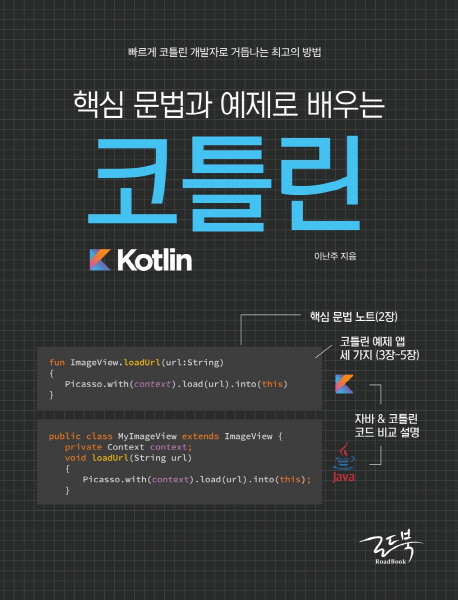 빠르게 코틀린 개발자로 거듭나는 최고의 방법
핵심 문법과 예제로 배우는
코틀린
Kotlin
이난주 지음
핵심 문법 노트(2장)
코틀린 예제 앱
세 가지 (3장~5장)
fun ImageView.loadUrl(url:String)
{
Picasso.with(context).load(url).into(this)
}
자바 & 코틀린
코드 비교 설명
public class MyImageView extends ImageView {
private Context context;
void loadUrl(String url)
{
Picasso.with(context).load(url).into(this);
}
Java
로드북
RoadBook